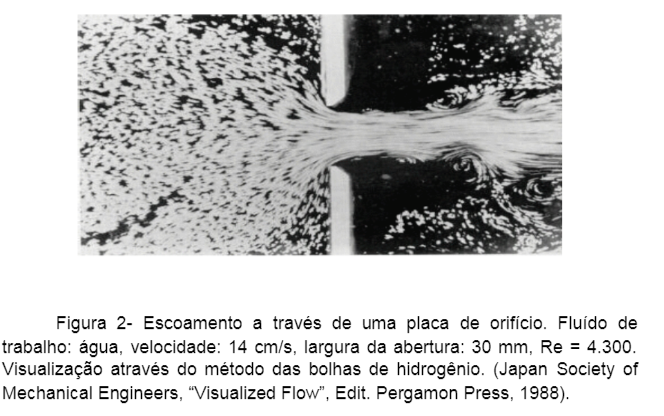 Figura 2- Escoamento a través de uma placa de orifício. Fluído de
trabalho: água, velocidade: 14 cm/s, largura da abertura: 30 mm, Re = 4.300.
Visualização através do método das bolhas de hidrogênio. (Japan Society of
Mechanical Engineers, “Visualized Flow”, Edit. Pergamon Press, 1988).